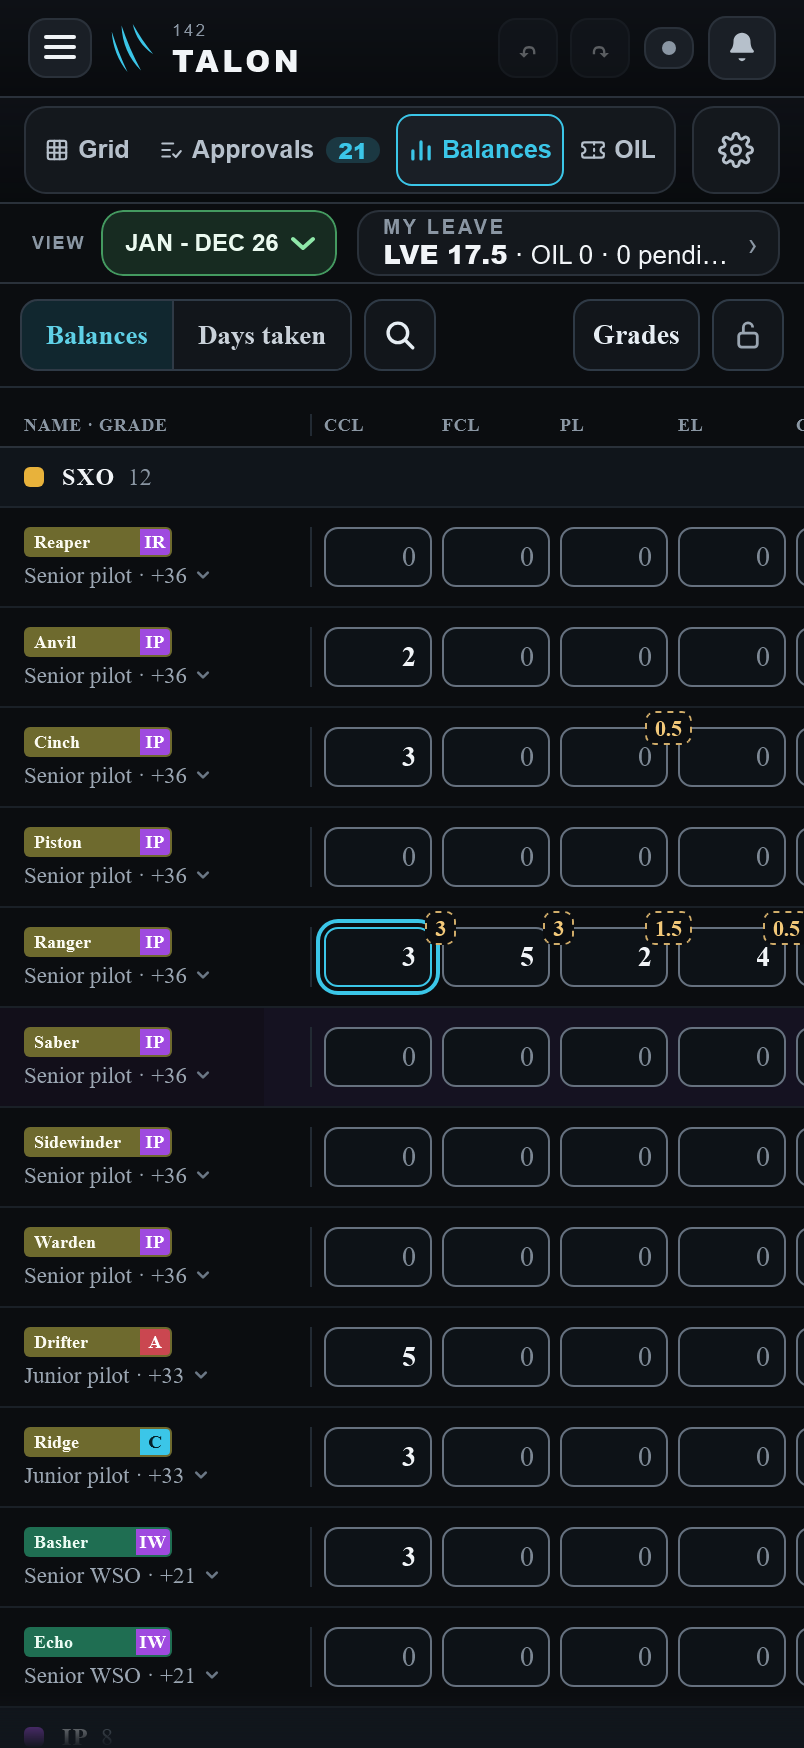 142
TALON
Grid
Approvals 21
Balances
OIL
VIEW
JAN - DEC 26
MY LEAVE
LVE 17.5 · OIL 0 · 0 pendi…
Balances
Days taken
Grades
NAME · GRADE CCL FCL PL EL
SXO 12
Reaper IR
Senior pilot · +36
0 0 0 0
Anvil IP
Senior pilot · +36
2 0 0 0
Cinch IP
Senior pilot · +36
0.5
3 0 0 0
Piston IP
Senior pilot · +36
0 0 0 0
Ranger IP
Senior pilot · +36
3 3 1.5 0.5
3 5 2 4
Saber IP
Senior pilot · +36
0 0 0 0
Sidewinder IP
Senior pilot · +36
0 0 0 0
Warden IP
Senior pilot · +36
0 0 0 0
Drifter A
Junior pilot · +33
5 0 0 0
Ridge C
Junior pilot · +33
3 0 0 0
Basher IW
Senior WSO · +21
3 0 0 0
Echo IW
Senior WSO · +21
0 0 0 0
IP 8